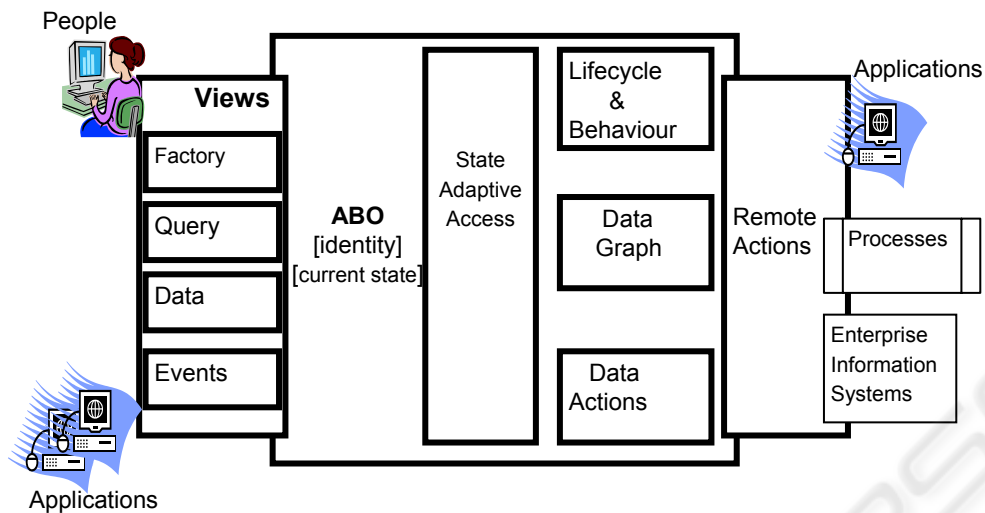 People
Views
Factory
Query
Data
Events
Applications
ABO
[identity]
[current state]
State
Adaptive
Access
Lifecycle
&
Behaviour
Data
Graph
Data
Actions
Remote
Actions
Applications
Processes
Enterprise
Information
Systems